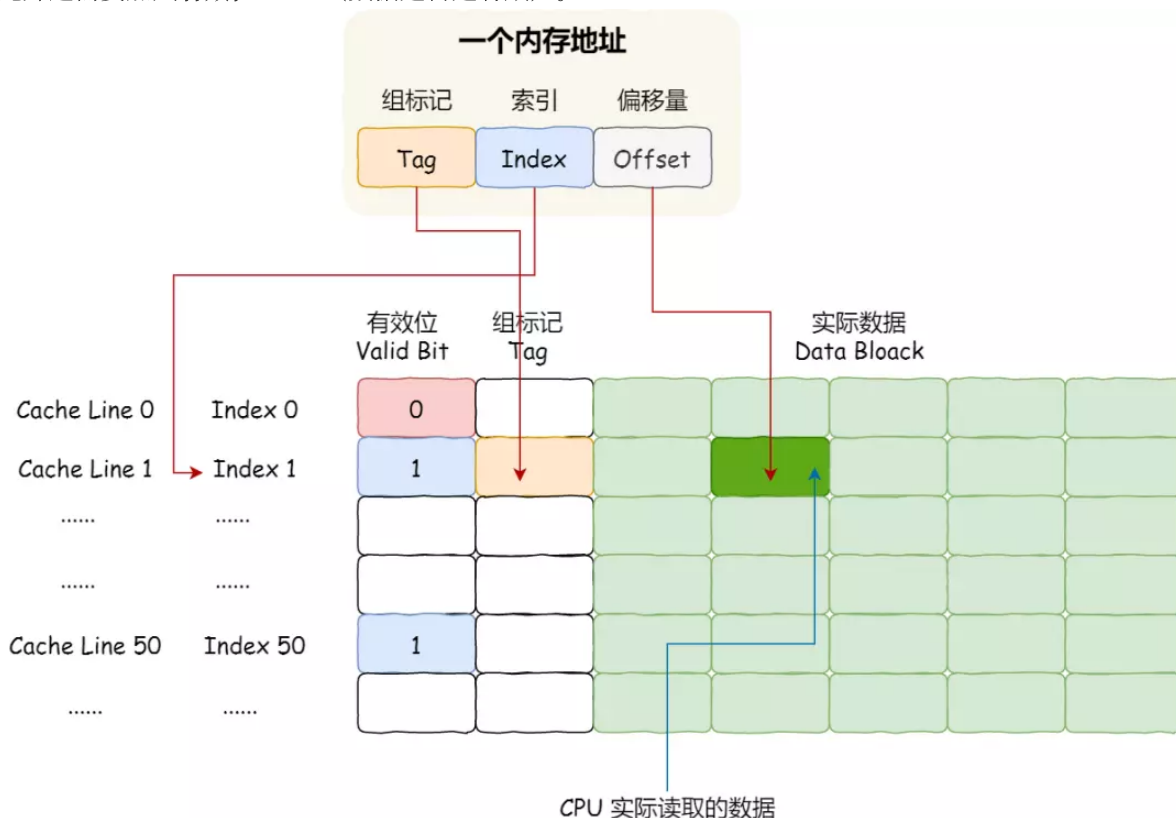 一个内存地址
组标记 索引 偏移量
Tag Index Offset
有效位 组标记 实际数据
Valid Bit Tag Data Bloack
Cache Line 0 Index 0 0
Cache Line 1 Index 1 1
...... ......
...... ......
Cache Line 50 Index 50 1
...... ......
CPU 实际读取的数据